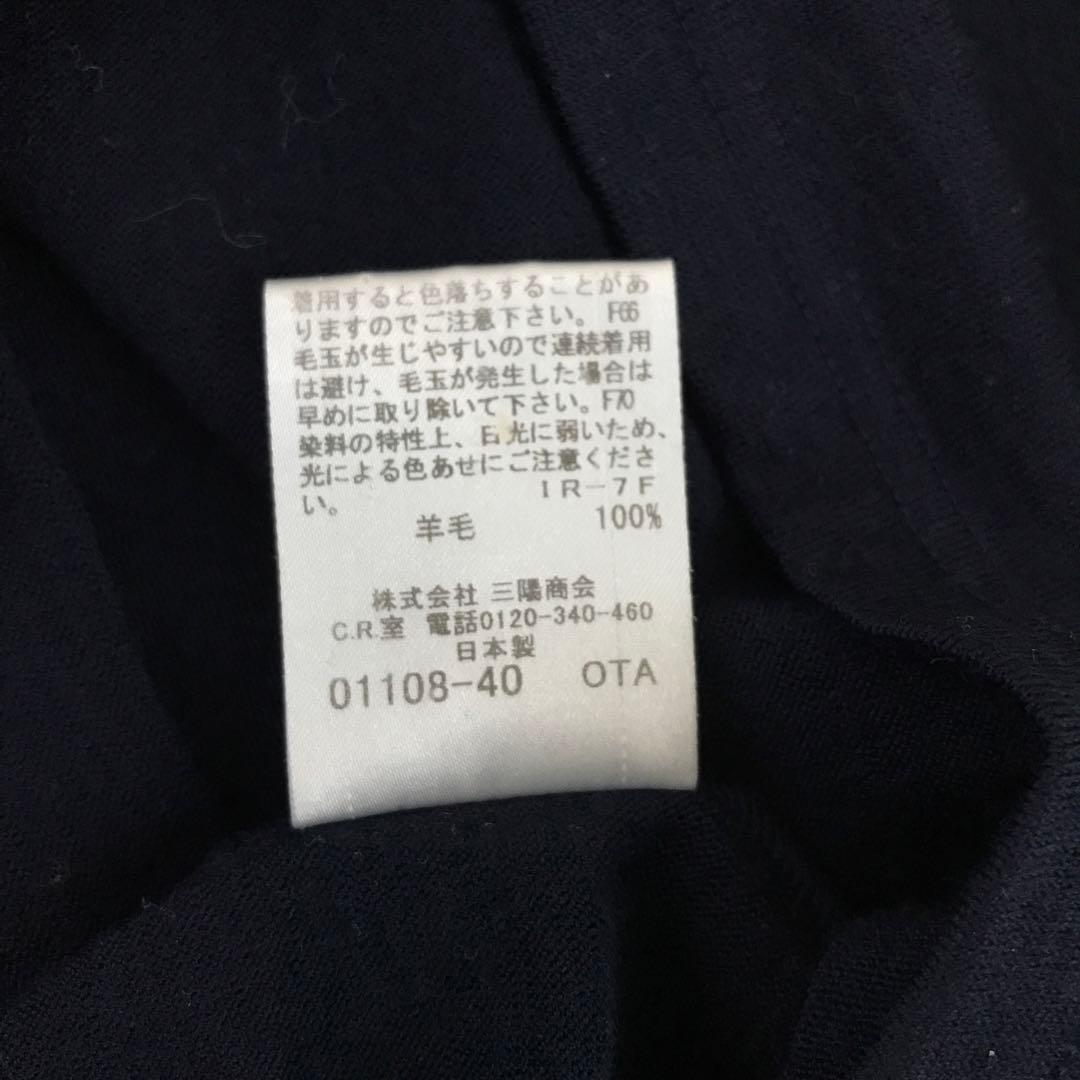 着用すると色落ちすることがあ
りますのでご注意下さい。 F66
毛玉が生じやすいので連続着用
は避け、毛玉が発生した場合は
早めに取り除いて下さい。F70
染料の特性上、日光に弱いため、
光による色あせにご注意くださ
い。 IR-7F
羊毛 100%
株式会社 三陽商会
C.R.室 電話0120-340-460
日本製
01108-40 OTA